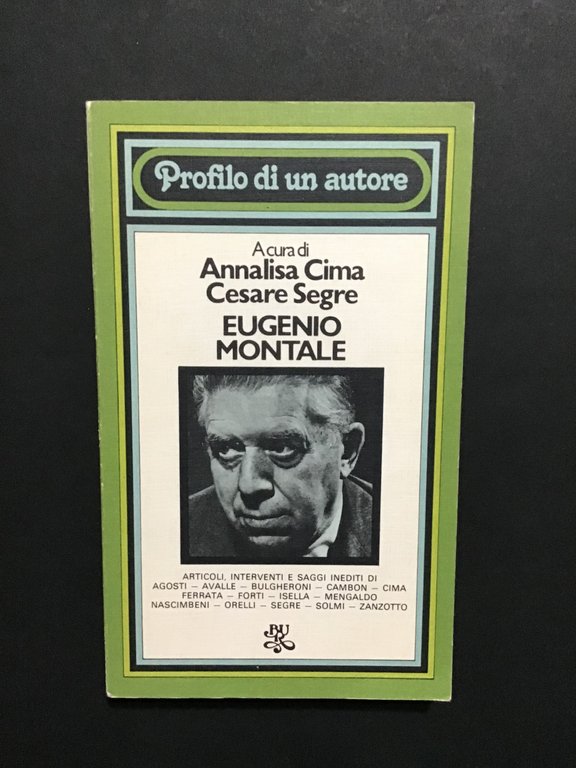 Profilo di un autore
A cura di
Annalisa Cima
Cesare Segre
EUGENIO
MONTALE
ARTICOLI, INTERVENTI E SAGGI INEDITI DI
AGOSTI – AVALLE – BULGHERONI – CAMBON – CIMA
FERRATA – FORTI – ISELLA – MENGALDO
NASCIMBENI – ORELLI – SEGRE – SOLMI – ZANZOTTO
BUR